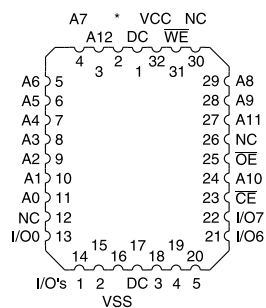 A7 * VCC NC
A12 DC W̅E̅
4 3 2 1 32 31 30
A6 5 29 A8
A5 6 28 A9
A4 7 27 A11
A3 8 26 NC
A2 9 25 O̅E̅
A1 10 24 A10
A0 11 23 C̅E̅
NC 12 22 I/O7
I/O0 13 21 I/O6
14 15 16 17 18 19 20
I/O's 1 2 DC 3 4 5
VSS